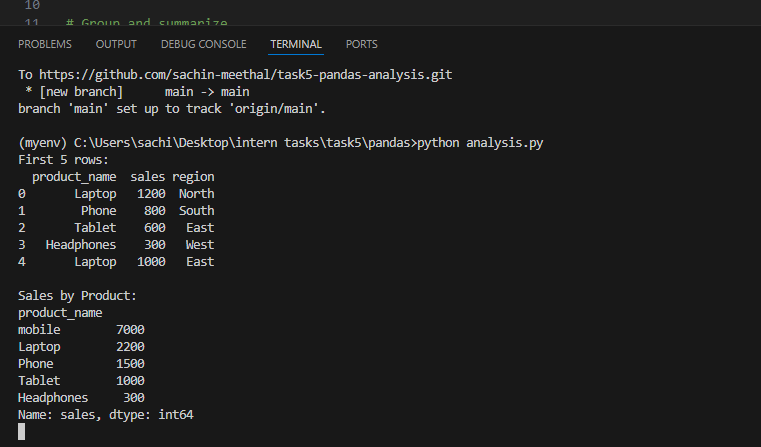 10
11 # Group and summarize
PROBLEMS OUTPUT DEBUG CONSOLE TERMINAL PORTS
To https://github.com/sachin-meethal/task5-pandas-analysis.git
 * [new branch]      main -> main
branch 'main' set up to track 'origin/main'.
(myenv) C:\Users\sachi\Desktop\intern tasks\task5\pandas>python analysis.py
First 5 rows:
  product_name  sales region
0       Laptop   1200  North
1        Phone    800  South
2       Tablet    600   East
3   Headphones    300   West
4       Laptop   1000   East
Sales by Product:
product_name
mobile        7000
Laptop        2200
Phone         1500
Tablet        1000
Headphones     300
Name: sales, dtype: int64